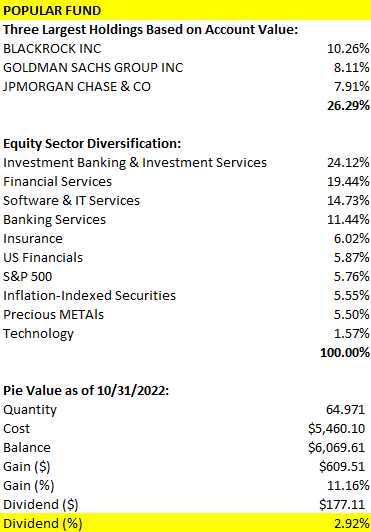 POPULAR FUND
Three Largest Holdings Based on Account Value:
BLACKROCK INC 10.26%
GOLDMAN SACHS GROUP INC 8.11%
JPMORGAN CHASE & CO 7.91%
26.29%
Equity Sector Diversification:
Investment Banking & Investment Services 24.12%
Financial Services 19.44%
Software & IT Services 14.73%
Banking Services 11.44%
Insurance 6.02%
US Financials 5.87%
S&P 500 5.76%
Inflation-Indexed Securities 5.55%
Precious METAls 5.50%
Technology 1.57%
100.00%
Pie Value as of 10/31/2022:
Quantity 64.971
Cost $5,460.10
Balance $6,069.61
Gain ($) $609.51
Gain (%) 11.16%
Dividend ($) $177.11
Dividend (%) 2.92%